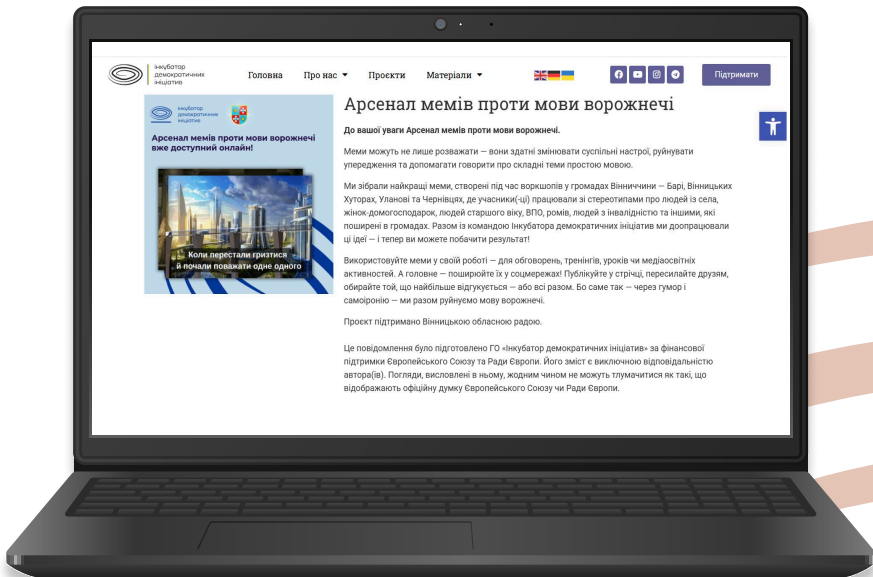 інкубатор
демократичних
ініціатив
Головна Про нас Проєкти Матеріали Підтримати
інкубатор
демократичних
ініціатив
Арсенал мемів проти мови ворожнечі
вже доступний онлайн!
Коли перестали гризтися
й почали поважати одне одного
Арсенал мемів проти мови ворожнечі
До вашої уваги Арсенал мемів проти мови ворожнечі.
Меми можуть не лише розважати — вони здатні змінювати суспільні настрої, руйнувати
упередження та допомагати говорити про складні теми простою мовою.
Ми зібрали найкращі меми, створені під час воркшопів у громадах Вінниччини — Барі, Вінницьких
Хуторах, Уланові та Чернівцях, де учасники(-ці) працювали зі стереотипами про людей із села,
жінок-домогосподарок, людей старшого віку, ВПО, ромів, людей з інвалідністю та іншими, які
поширені в громадах. Разом із командою Інкубатора демократичних ініціатив ми доопрацювали
ці ідеї — і тепер ви можете побачити результат!
Використовуйте меми у своїй роботі — для обговорень, тренінгів, уроків чи медіаосвітніх
активностей. А головне — поширюйте їх у соцмережах! Публікуйте у стрічці, пересилайте друзям,
обирайте той, що найбільше відгукується — або всі разом. Бо саме так — через гумор і
самоіронію — ми разом руйнуємо мову ворожнечі.
Проєкт підтримано Вінницькою обласною радою.
Це повідомлення було підготовлено ГО «Інкубатор демократичних ініціатив» за фінансової
підтримки Європейського Союзу та Ради Європи. Його зміст є виключною відповідальністю
автора(ів). Погляди, висловлені в ньому, жодним чином не можуть тлумачитися як такі, що
відображають офіційну думку Європейського Союзу чи Ради Європи.